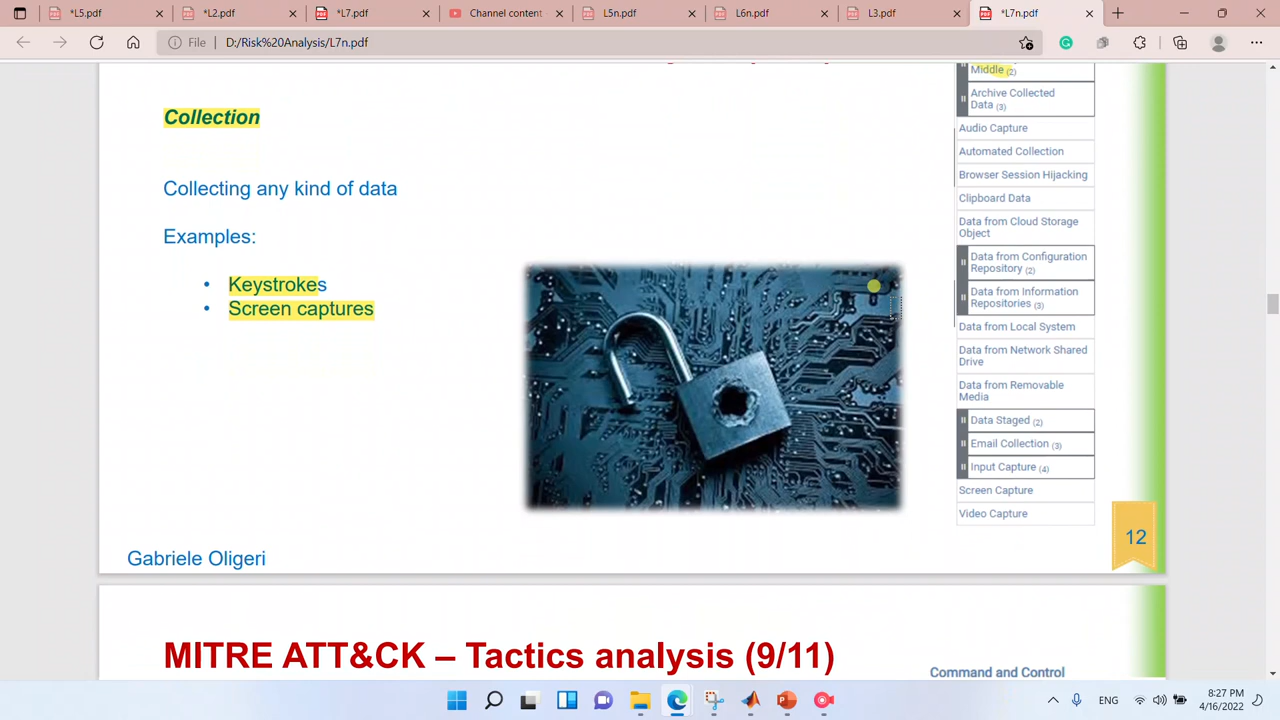 *L5.pdf
*L2.pdf
*L7.pdf
Channel content
L5n.pdf
L6n.pdf
L3.pdf
*L7n.pdf
File
D:/Risk%20Analysis/L7n.pdf
Collection
Collecting any kind of data
Examples:
• Keystrokes
• Screen captures
Middle (2)
Archive Collected
Data (3)
Audio Capture
Automated Collection
Browser Session Hijacking
Clipboard Data
Data from Cloud Storage
Object
Data from Configuration
Repository (2)
Data from Information
Repositories (3)
Data from Local System
Data from Network Shared
Drive
Data from Removable
Media
Data Staged (2)
Email Collection (3)
Input Capture (4)
Screen Capture
Video Capture
12
Gabriele Oligeri
MITRE ATT&CK – Tactics analysis (9/11)
Command and Control
ENG
8:27 PM
4/16/2022